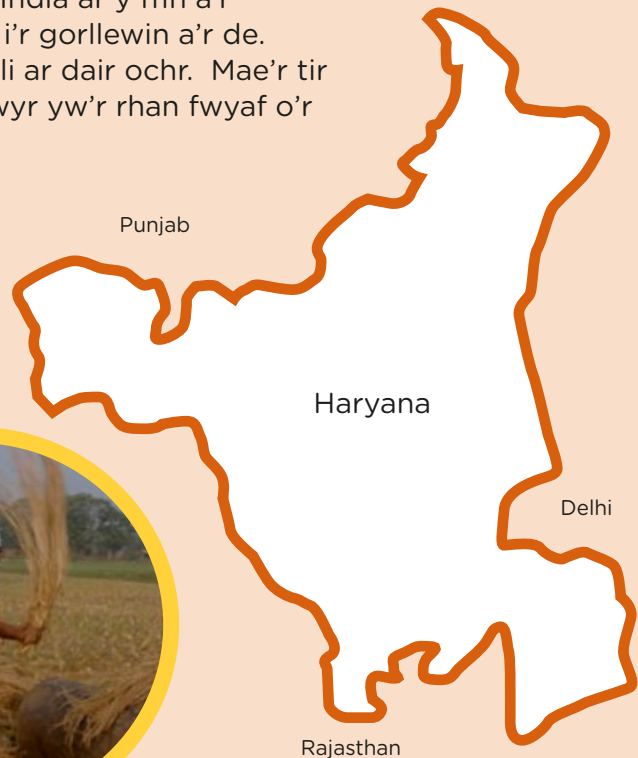 i'r gorllewin a'r de.
li ar dair ochr. Mae'r tir
wyr yw'r rhan fwyaf o'r
Punjab
Haryana
Delhi
Rajasthan